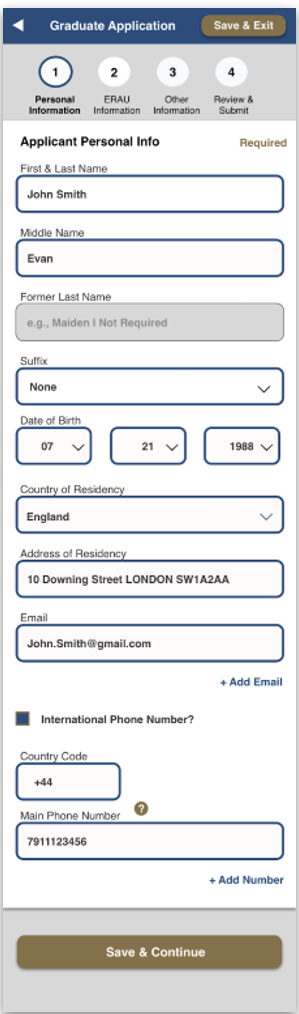 Graduate Application Save & Exit
1 2 3 4
Personal Information
ERAU Information
Other Information
Review & Submit
Applicant Personal Info Required
First & Last Name
John Smith
Middle Name
Evan
Former Last Name
e.g., Maiden I Not Required
Suffix
None
Date of Birth
07 21 1988
Country of Residency
England
Address of Residency
10 Downing Street LONDON SW1A2AA
Email
John.Smith@gmail.com
+ Add Email
International Phone Number?
Country Code
+44
Main Phone Number ?
7911123456
+ Add Number
Save & Continue